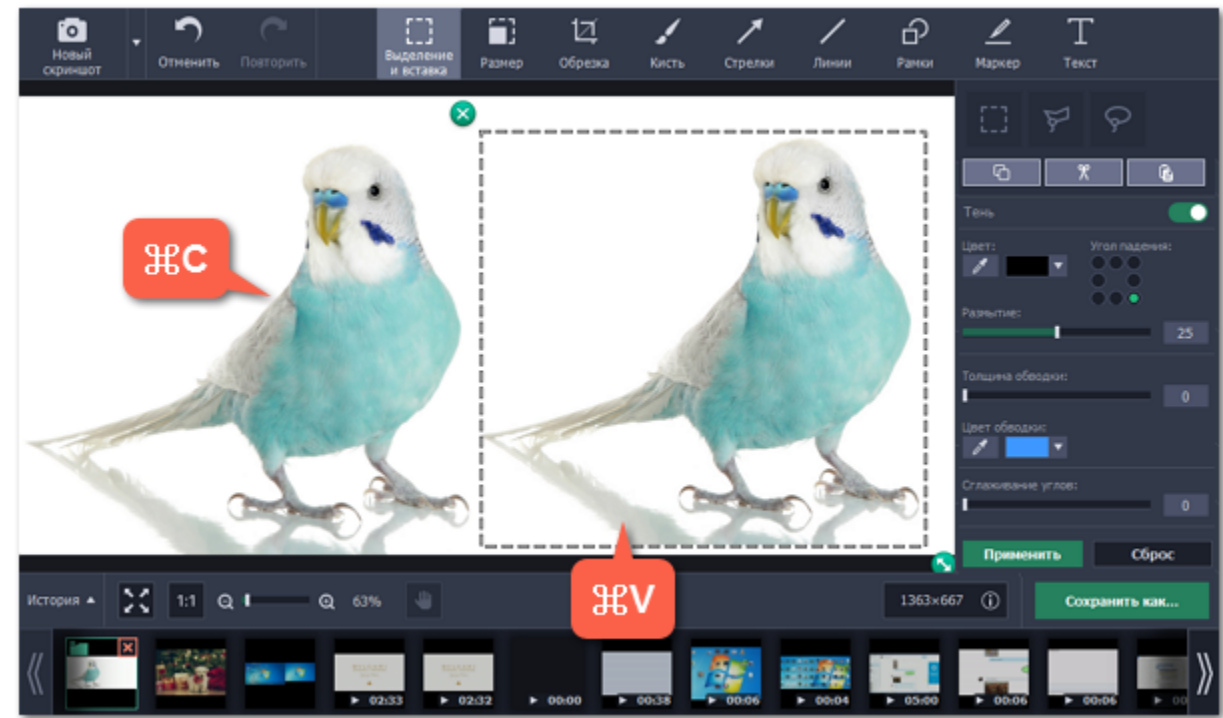 Новый
скриншот
Отменить
Повторить
Выделение
и вставка
Размер
Обрезка
Кисть
Стрелки
Линии
Рамки
Маркер
Текст
⌘C
Тень
Цвет:
Угол падения:
Размытие:
25
Толщина обводки:
0
Цвет обводки:
Сглаживание углов:
0
Применить
Сброс
⌘V
История
1:1
63%
1363×667
Сохранить как...
02:33
02:32
00:00
00:38
00:06
00:04
05:00
00:06
00:06